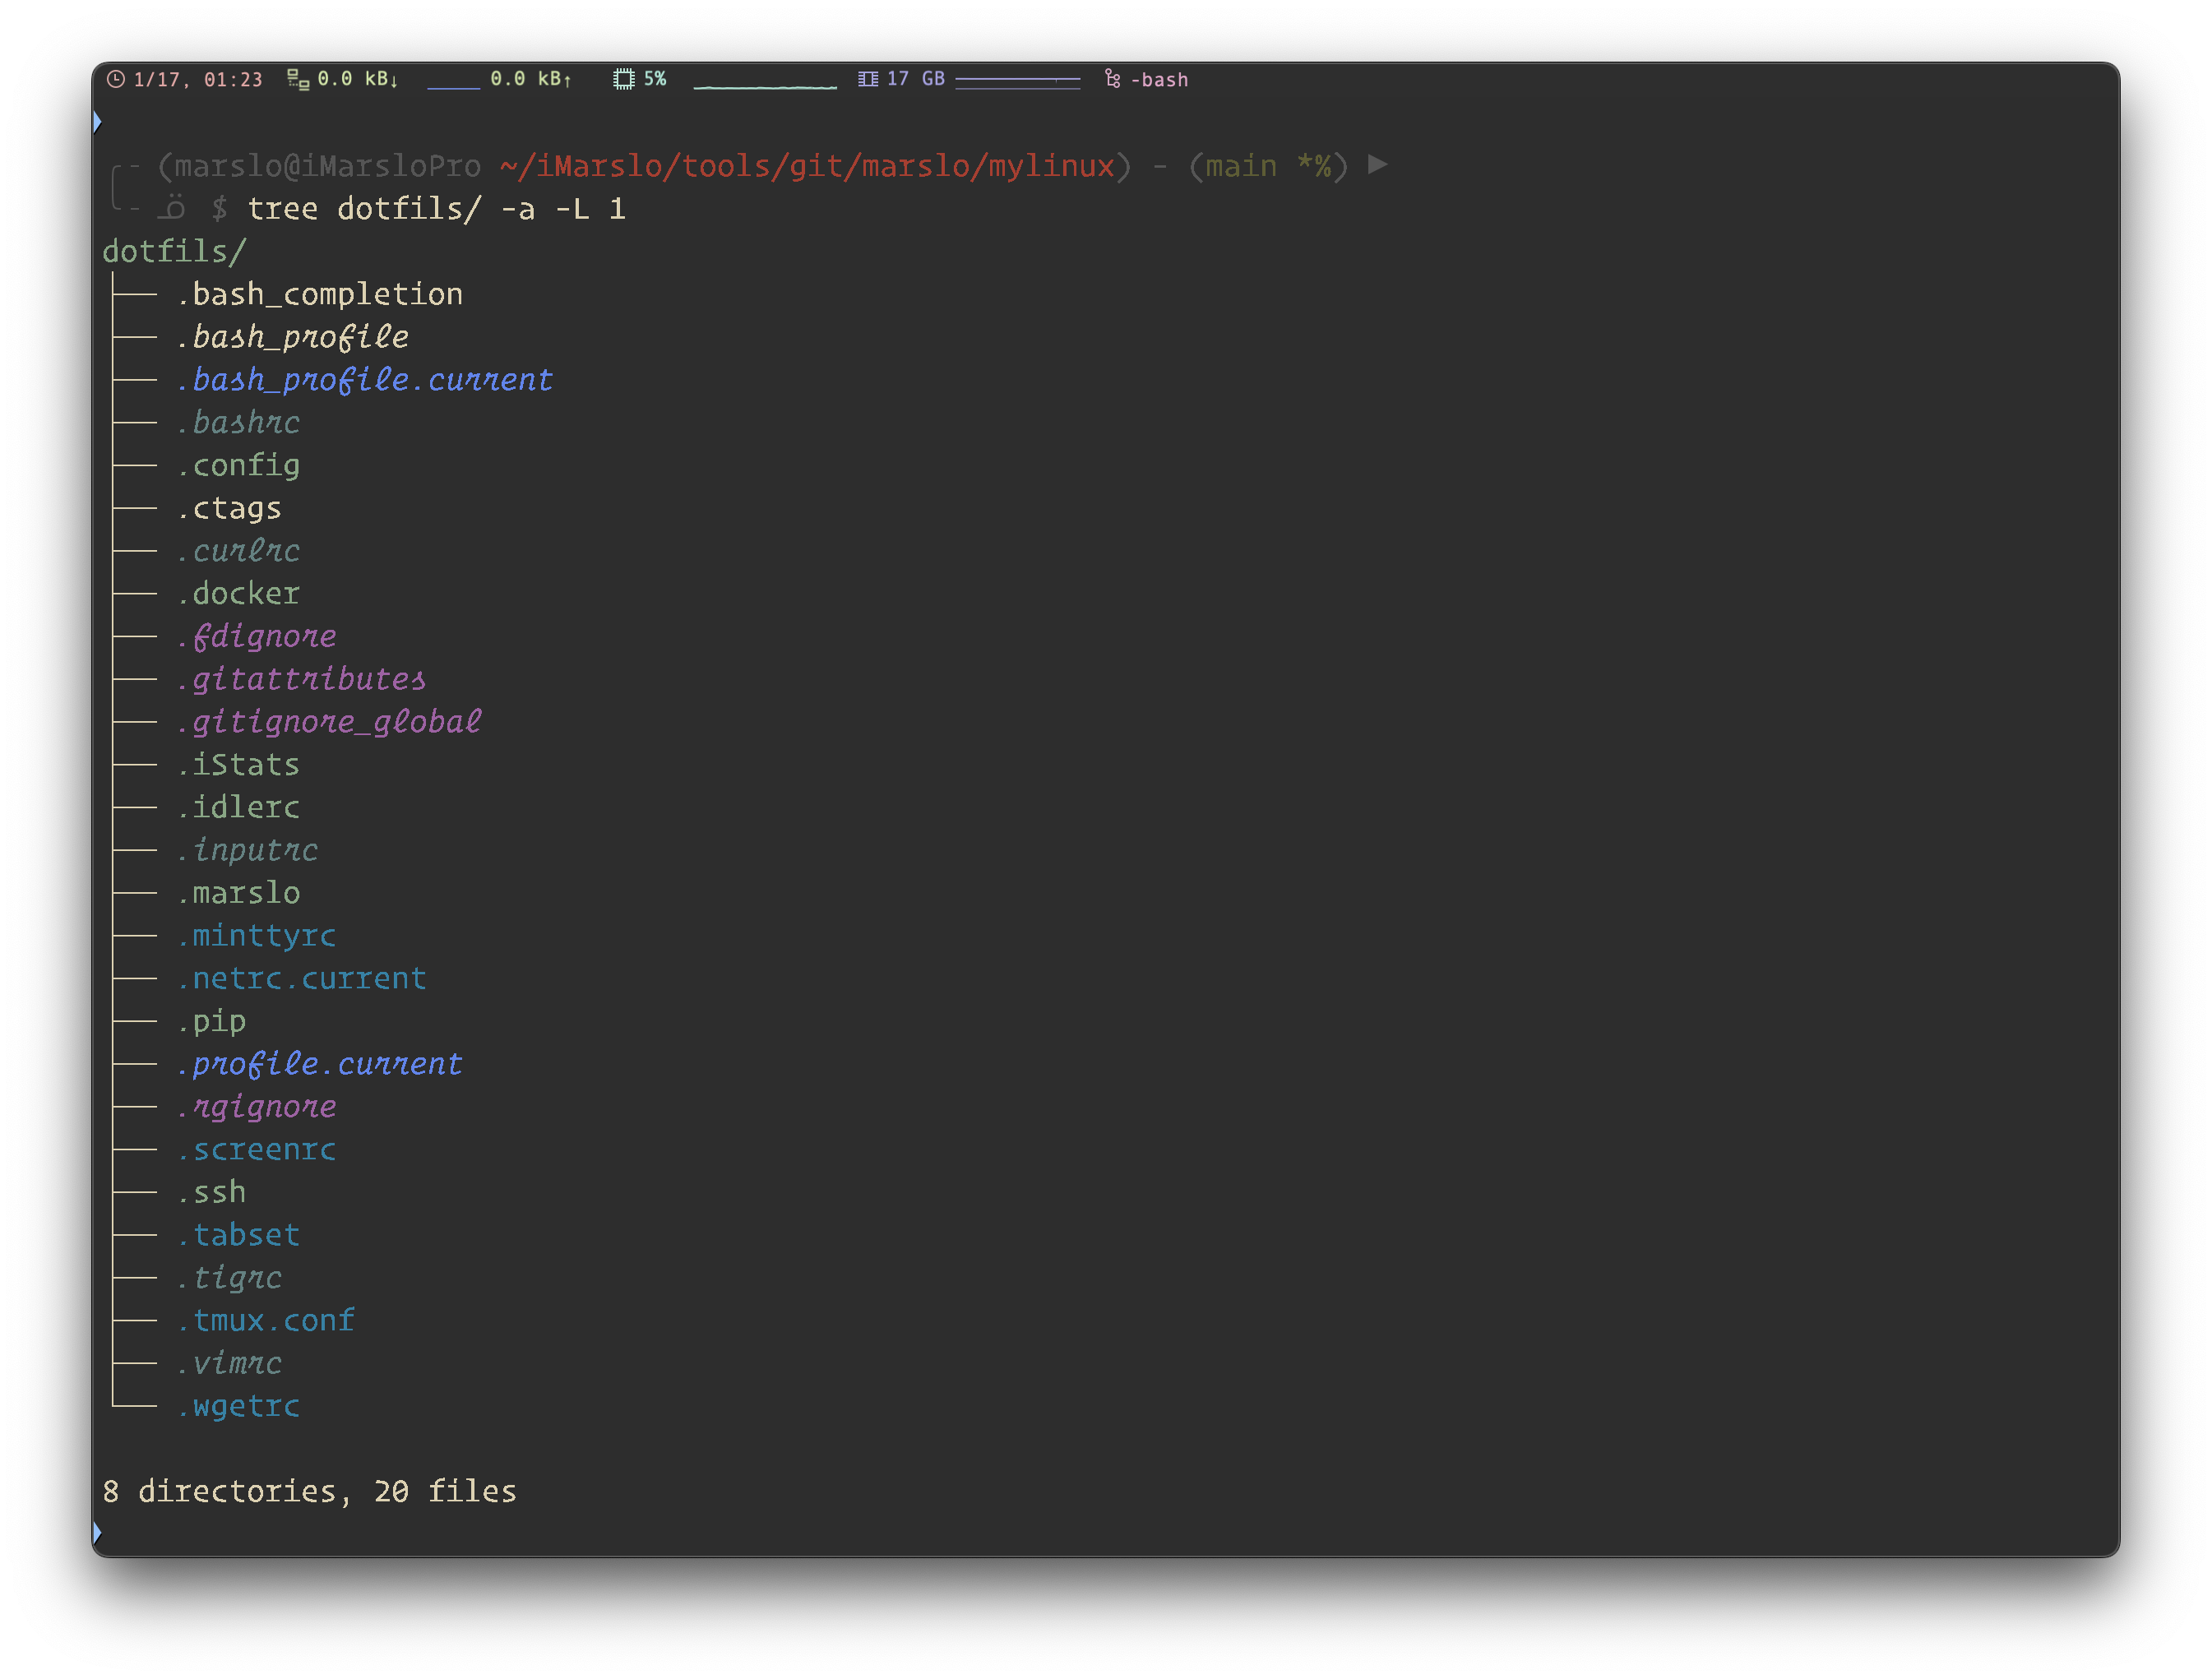 1/17, 01:23 0.0 kB↓ 0.0 kB↑ 5% 17 GB -bash
╭╴- (marslo@iMarsloPro ~/iMarslo/tools/git/marslo/mylinux) - (main *%) ►
$ tree dotfils/ -a -L 1
dotfils/
├── .bash_completion
├── .bash_profile
├── .bash_profile.current
├── .bashrc
├── .config
├── .ctags
├── .curlrc
├── .docker
├── .fdignore
├── .gitattributes
├── .gitignore_global
├── .iStats
├── .idlerc
├── .inputrc
├── .marslo
├── .minttyrc
├── .netrc.current
├── .pip
├── .profile.current
├── .rgignore
├── .screenrc
├── .ssh
├── .tabset
├── .tigrc
├── .tmux.conf
├── .vimrc
└── .wgetrc
8 directories, 20 files